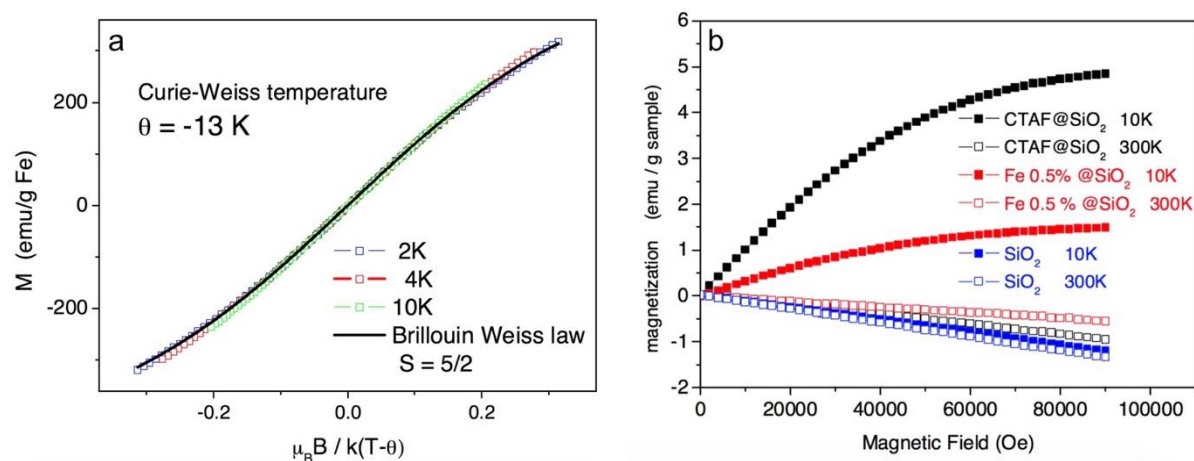 a
Curie-Weiss temperature
θ = -13 K
2K
4K
10K
Brillouin Weiss law
S = 5/2
M (emu/g Fe)
200
0
-200
-0.2
0.0
0.2
μBB / k(T-θ)
b
CTAF@SiO2 10K
CTAF@SiO2 300K
Fe 0.5% @SiO2 10K
Fe 0.5 % @SiO2 300K
SiO2 10K
SiO2 300K
magnetization (emu / g sample)
6
5
4
3
2
1
0
-1
-2
0
20000
40000
60000
80000
100000
Magnetic Field (Oe)